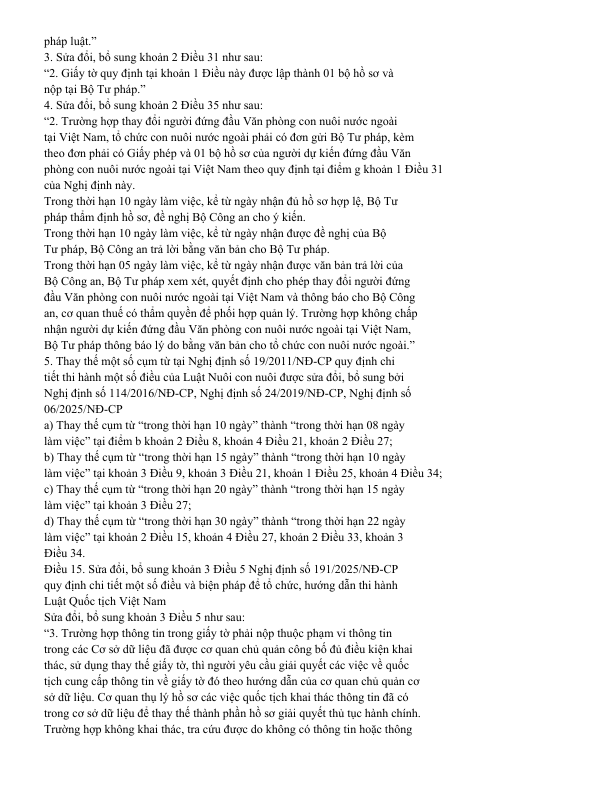 pháp luật.”
3. Sửa đổi, bổ sung khoản 2 Điều 31 như sau:
“2. Giấy tờ quy định tại khoản 1 Điều này được lập thành 01 bộ hồ sơ và
nộp tại Bộ Tư pháp.”
4. Sửa đổi, bổ sung khoản 2 Điều 35 như sau:
“2. Trường hợp thay đổi người đứng đầu Văn phòng con nuôi nước ngoài
tại Việt Nam, tổ chức con nuôi nước ngoài phải có đơn gửi Bộ Tư pháp, kèm
theo đơn phải có Giấy phép và 01 bộ hồ sơ của người dự kiến đứng đầu Văn
phòng con nuôi nước ngoài tại Việt Nam theo quy định tại điểm g khoản 1 Điều 31
của Nghị định này.
Trong thời hạn 10 ngày làm việc, kể từ ngày nhận đủ hồ sơ hợp lệ, Bộ Tư
pháp thẩm định hồ sơ, đề nghị Bộ Công an cho ý kiến.
Trong thời hạn 10 ngày làm việc, kể từ ngày nhận được đề nghị của Bộ
Tư pháp, Bộ Công an trả lời bằng văn bản cho Bộ Tư pháp.
Trong thời hạn 05 ngày làm việc, kể từ ngày nhận được văn bản trả lời của
Bộ Công an, Bộ Tư pháp xem xét, quyết định cho phép thay đổi người đứng
đầu Văn phòng con nuôi nước ngoài tại Việt Nam và thông báo cho Bộ Công
an, cơ quan thuế có thẩm quyền để phối hợp quản lý. Trường hợp không chấp
nhận người dự kiến đứng đầu Văn phòng con nuôi nước ngoài tại Việt Nam,
Bộ Tư pháp thông báo lý do bằng văn bản cho tổ chức con nuôi nước ngoài.”
5. Thay thế một số cụm từ tại Nghị định số 19/2011/NĐ-CP quy định chi
tiết thi hành một số điều của Luật Nuôi con nuôi được sửa đổi, bổ sung bởi
Nghị định số 114/2016/NĐ-CP, Nghị định số 24/2019/NĐ-CP, Nghị định số
06/2025/NĐ-CP
a) Thay thế cụm từ “trong thời hạn 10 ngày” thành “trong thời hạn 08 ngày
làm việc” tại điểm b khoản 2 Điều 8, khoản 4 Điều 21, khoản 2 Điều 27;
b) Thay thế cụm từ “trong thời hạn 15 ngày” thành “trong thời hạn 10 ngày
làm việc” tại khoản 3 Điều 9, khoản 3 Điều 21, khoản 1 Điều 25, khoản 4 Điều 34;
c) Thay thế cụm từ “trong thời hạn 20 ngày” thành “trong thời hạn 15 ngày
làm việc” tại khoản 3 Điều 27;
d) Thay thế cụm từ “trong thời hạn 30 ngày” thành “trong thời hạn 22 ngày
làm việc” tại khoản 2 Điều 15, khoản 4 Điều 27, khoản 2 Điều 33, khoản 3
Điều 34.
Điều 15. Sửa đổi, bổ sung khoản 3 Điều 5 Nghị định số 191/2025/NĐ-CP
quy định chi tiết một số điều và biện pháp để tổ chức, hướng dẫn thi hành
Luật Quốc tịch Việt Nam
Sửa đổi, bổ sung khoản 3 Điều 5 như sau:
“3. Trường hợp thông tin trong giấy tờ phải nộp thuộc phạm vi thông tin
trong các Cơ sở dữ liệu đã được cơ quan chủ quản công bố đủ điều kiện khai
thác, sử dụng thay thế giấy tờ, thì người yêu cầu giải quyết các việc về quốc
tịch cung cấp thông tin về giấy tờ đó theo hướng dẫn của cơ quan chủ quản cơ
sở dữ liệu. Cơ quan thụ lý hồ sơ các việc quốc tịch khai thác thông tin đã có
trong cơ sở dữ liệu để thay thế thành phần hồ sơ giải quyết thủ tục hành chính.
Trường hợp không khai thác, tra cứu được do không có thông tin hoặc thông